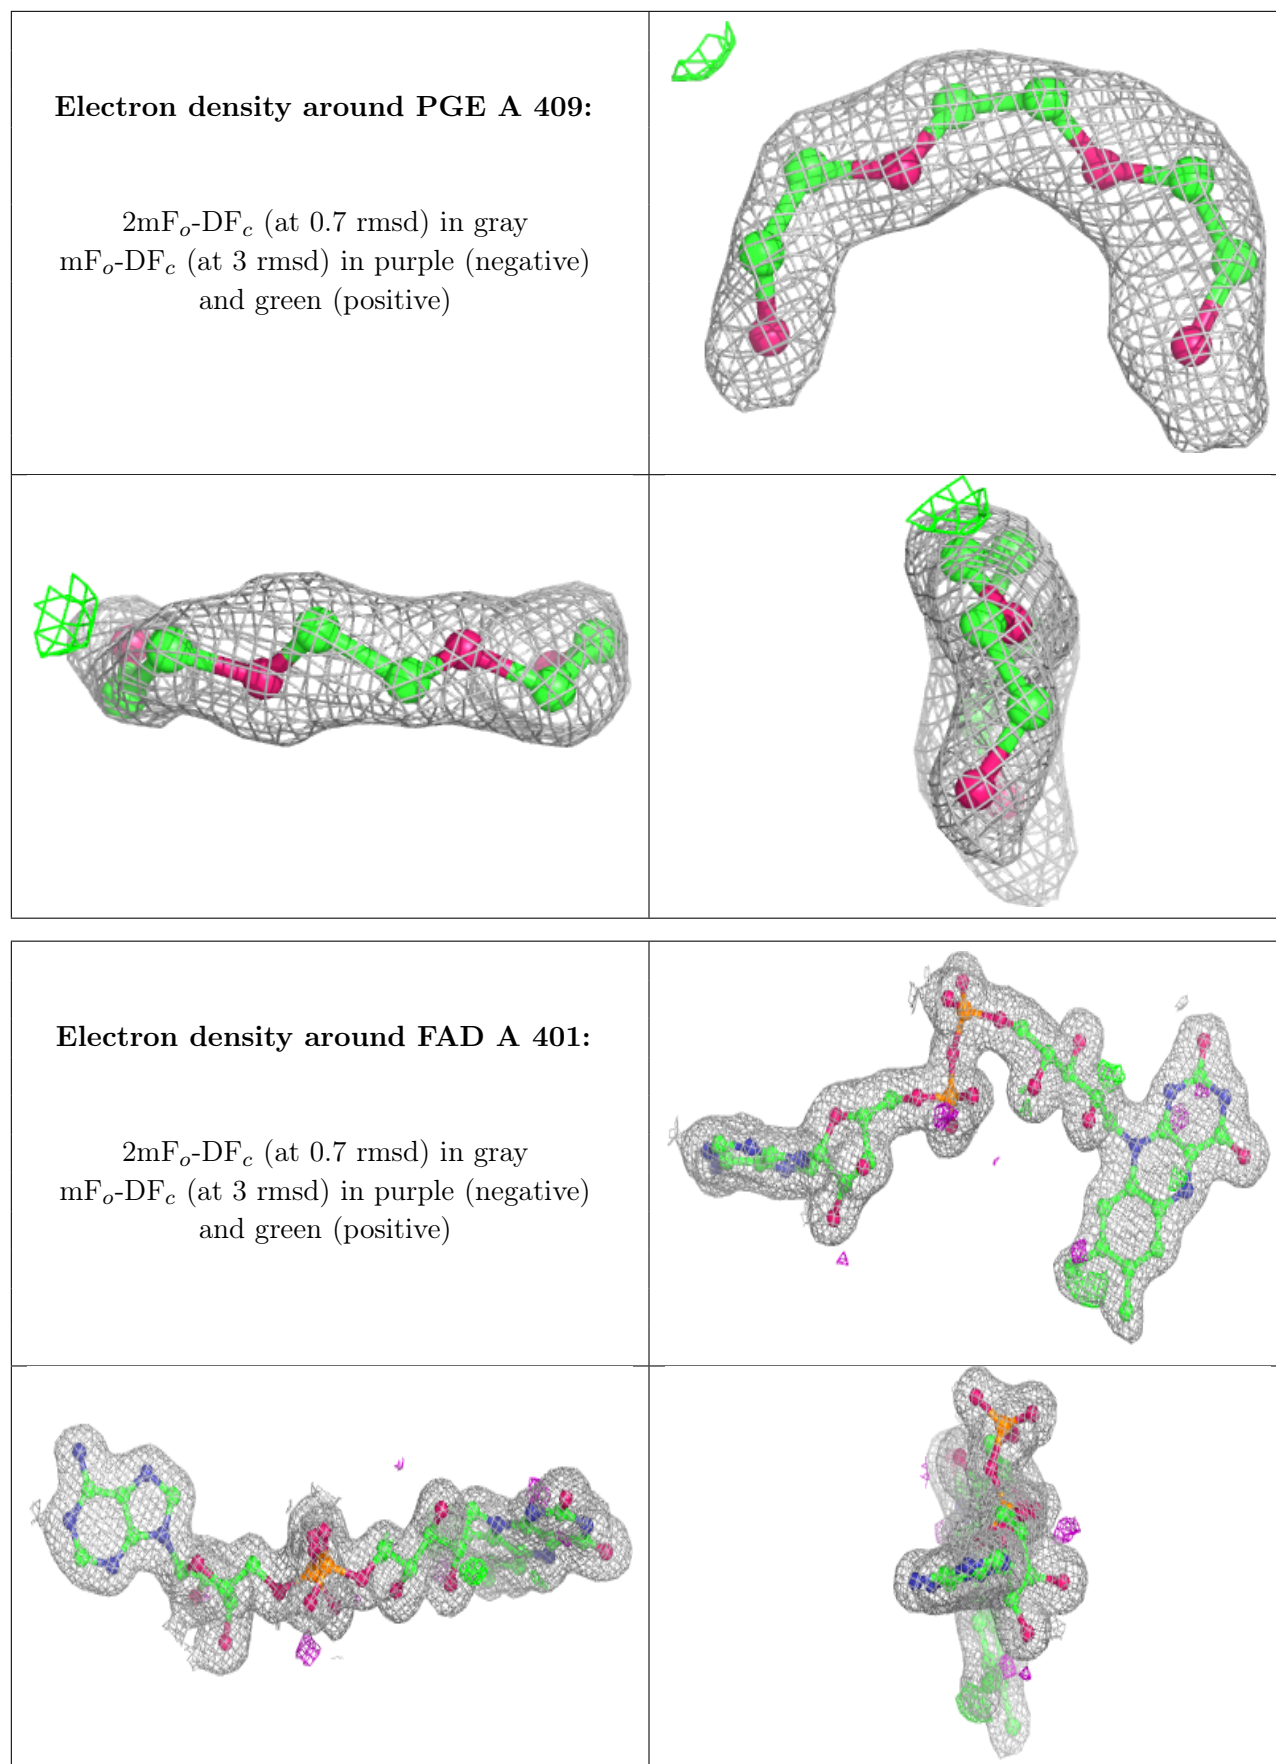 Electron density around PGE A 409:
2mFo-DFc (at 0.7 rmsd) in gray
mFo-DFc (at 3 rmsd) in purple (negative)
and green (positive)
Electron density around FAD A 401:
2mFo-DFc (at 0.7 rmsd) in gray
mFo-DFc (at 3 rmsd) in purple (negative)
and green (positive)